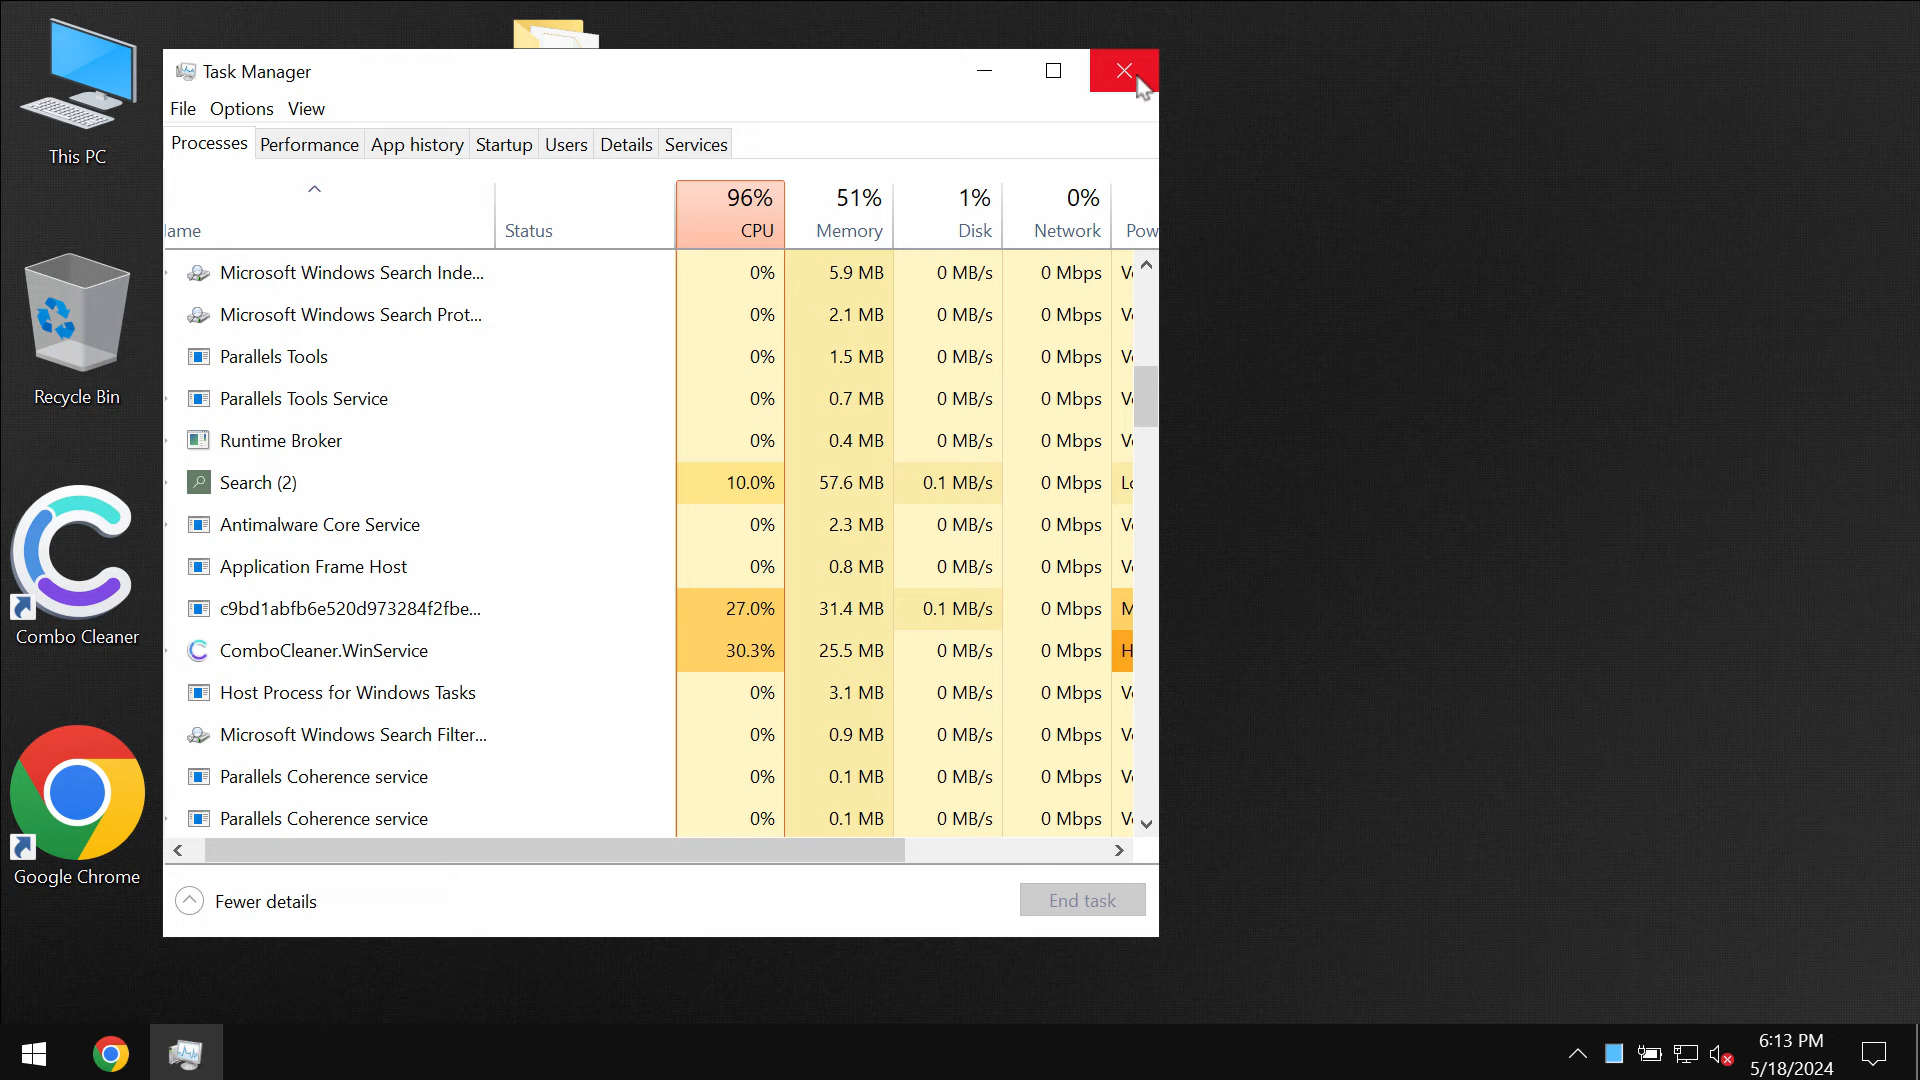 This PC
Recycle Bin
Combo Cleaner
Google Chrome
Task Manager
File Options View
Processes Performance App history Startup Users Details Services
96% 51% 1% 0%
ame Status CPU Memory Disk Network Pow
Microsoft Windows Search Inde... 0% 5.9 MB 0 MB/s 0 Mbps
Microsoft Windows Search Prot... 0% 2.1 MB 0 MB/s 0 Mbps
Parallels Tools 0% 1.5 MB 0 MB/s 0 Mbps
Parallels Tools Service 0% 0.7 MB 0 MB/s 0 Mbps
Runtime Broker 0% 0.4 MB 0 MB/s 0 Mbps
Search (2) 10.0% 57.6 MB 0.1 MB/s 0 Mbps
Antimalware Core Service 0% 2.3 MB 0 MB/s 0 Mbps
Application Frame Host 0% 0.8 MB 0 MB/s 0 Mbps
c9bd1abfb6e520d973284f2fbe... 27.0% 31.4 MB 0.1 MB/s 0 Mbps M
ComboCleaner.WinService 30.3% 25.5 MB 0 MB/s 0 Mbps H
Host Process for Windows Tasks 0% 3.1 MB 0 MB/s 0 Mbps
Microsoft Windows Search Filter... 0% 0.9 MB 0 MB/s 0 Mbps
Parallels Coherence service 0% 0.1 MB 0 MB/s 0 Mbps
Parallels Coherence service 0% 0.1 MB 0 MB/s 0 Mbps
Fewer details End task
6:13 PM
5/18/2024